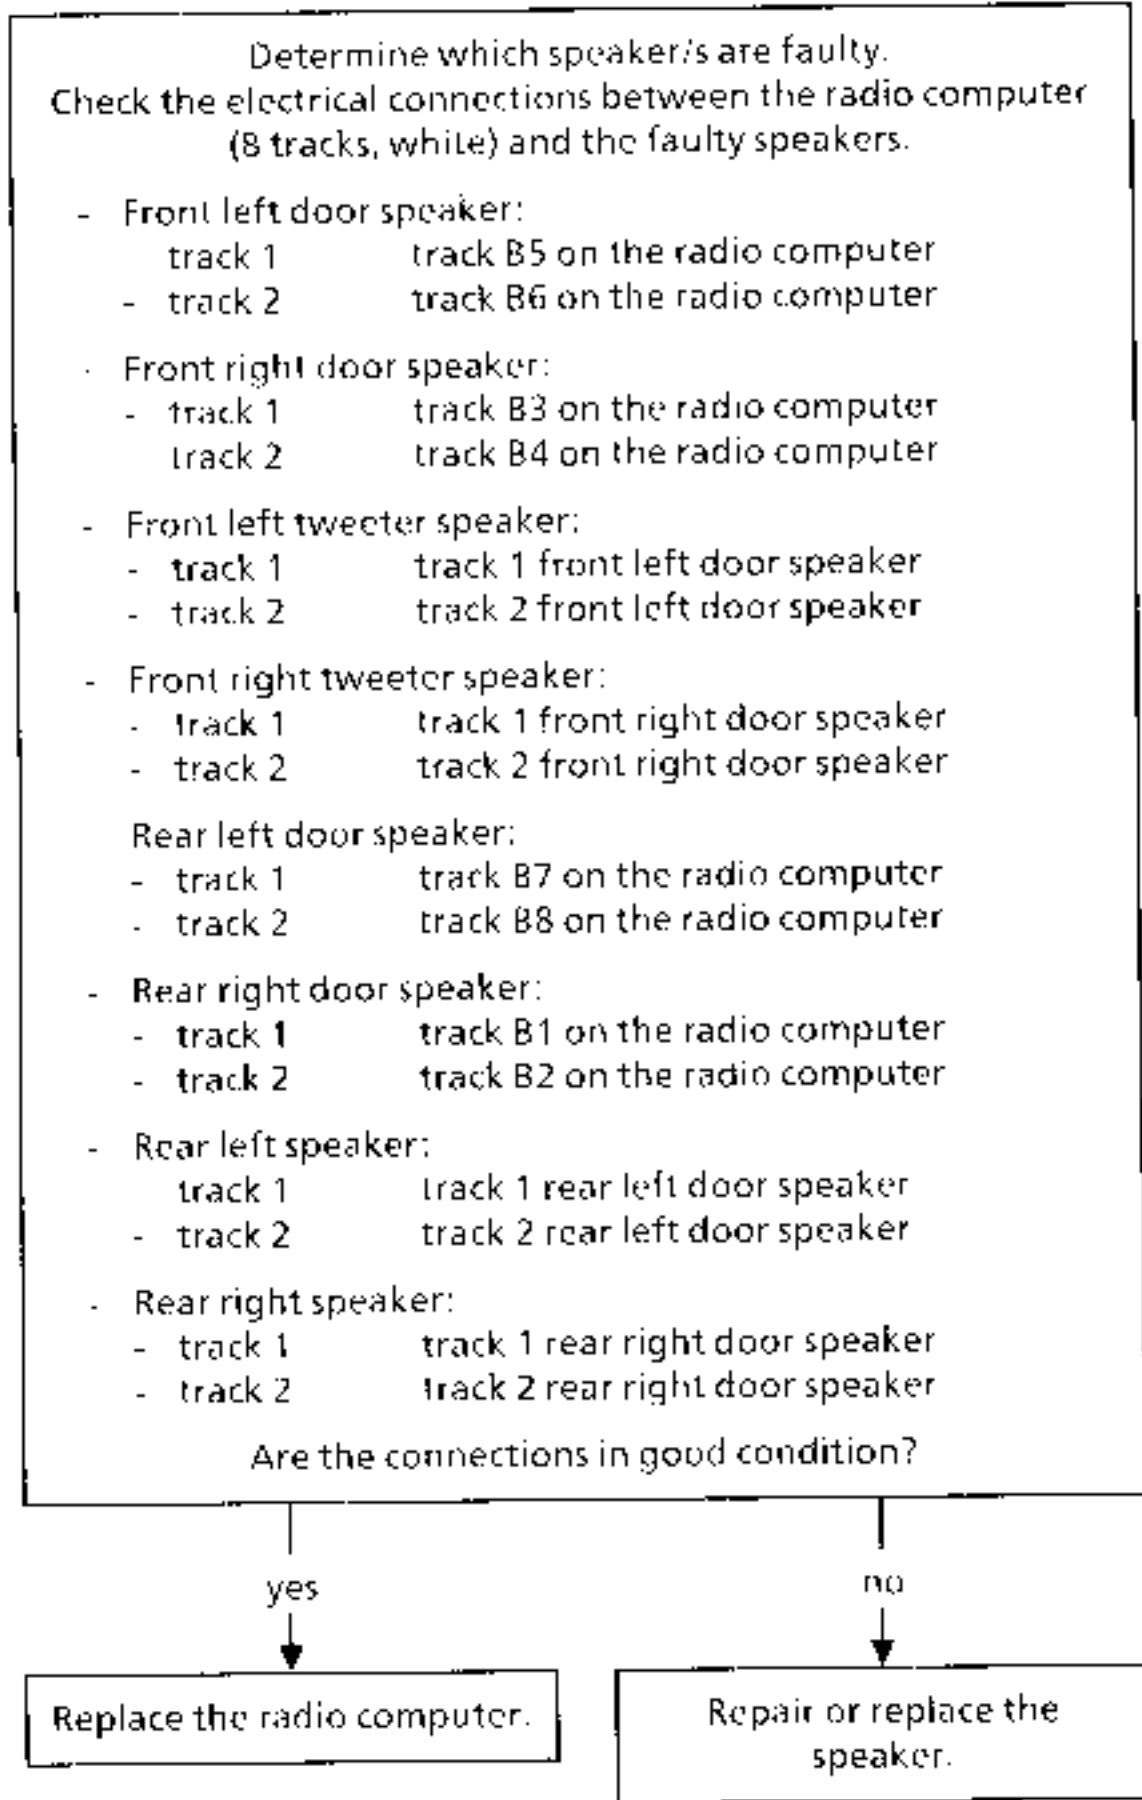 Determine which speaker/s are faulty.
Check the electrical connections between the radio computer
(8 tracks, white) and the faulty speakers.
- Front left door speaker:
track 1 track B5 on the radio computer
- track 2 track B6 on the radio computer
- Front right door speaker:
- track 1 track B3 on the radio computer
track 2 track B4 on the radio computer
- Front left tweeter speaker:
- track 1 track 1 front left door speaker
- track 2 track 2 front left door speaker
- Front right tweeter speaker:
- track 1 track 1 front right door speaker
- track 2 track 2 front right door speaker
Rear left door speaker:
- track 1 track B7 on the radio computer
- track 2 track B8 on the radio computer
- Rear right door speaker:
- track 1 track B1 on the radio computer
- track 2 track B2 on the radio computer
- Rear left speaker:
track 1 track 1 rear left door speaker
- track 2 track 2 rear left door speaker
- Rear right speaker:
- track 1 track 1 rear right door speaker
- track 2 track 2 rear right door speaker
Are the connections in good condition?
yes no
Replace the radio computer.
Repair or replace the
speaker.